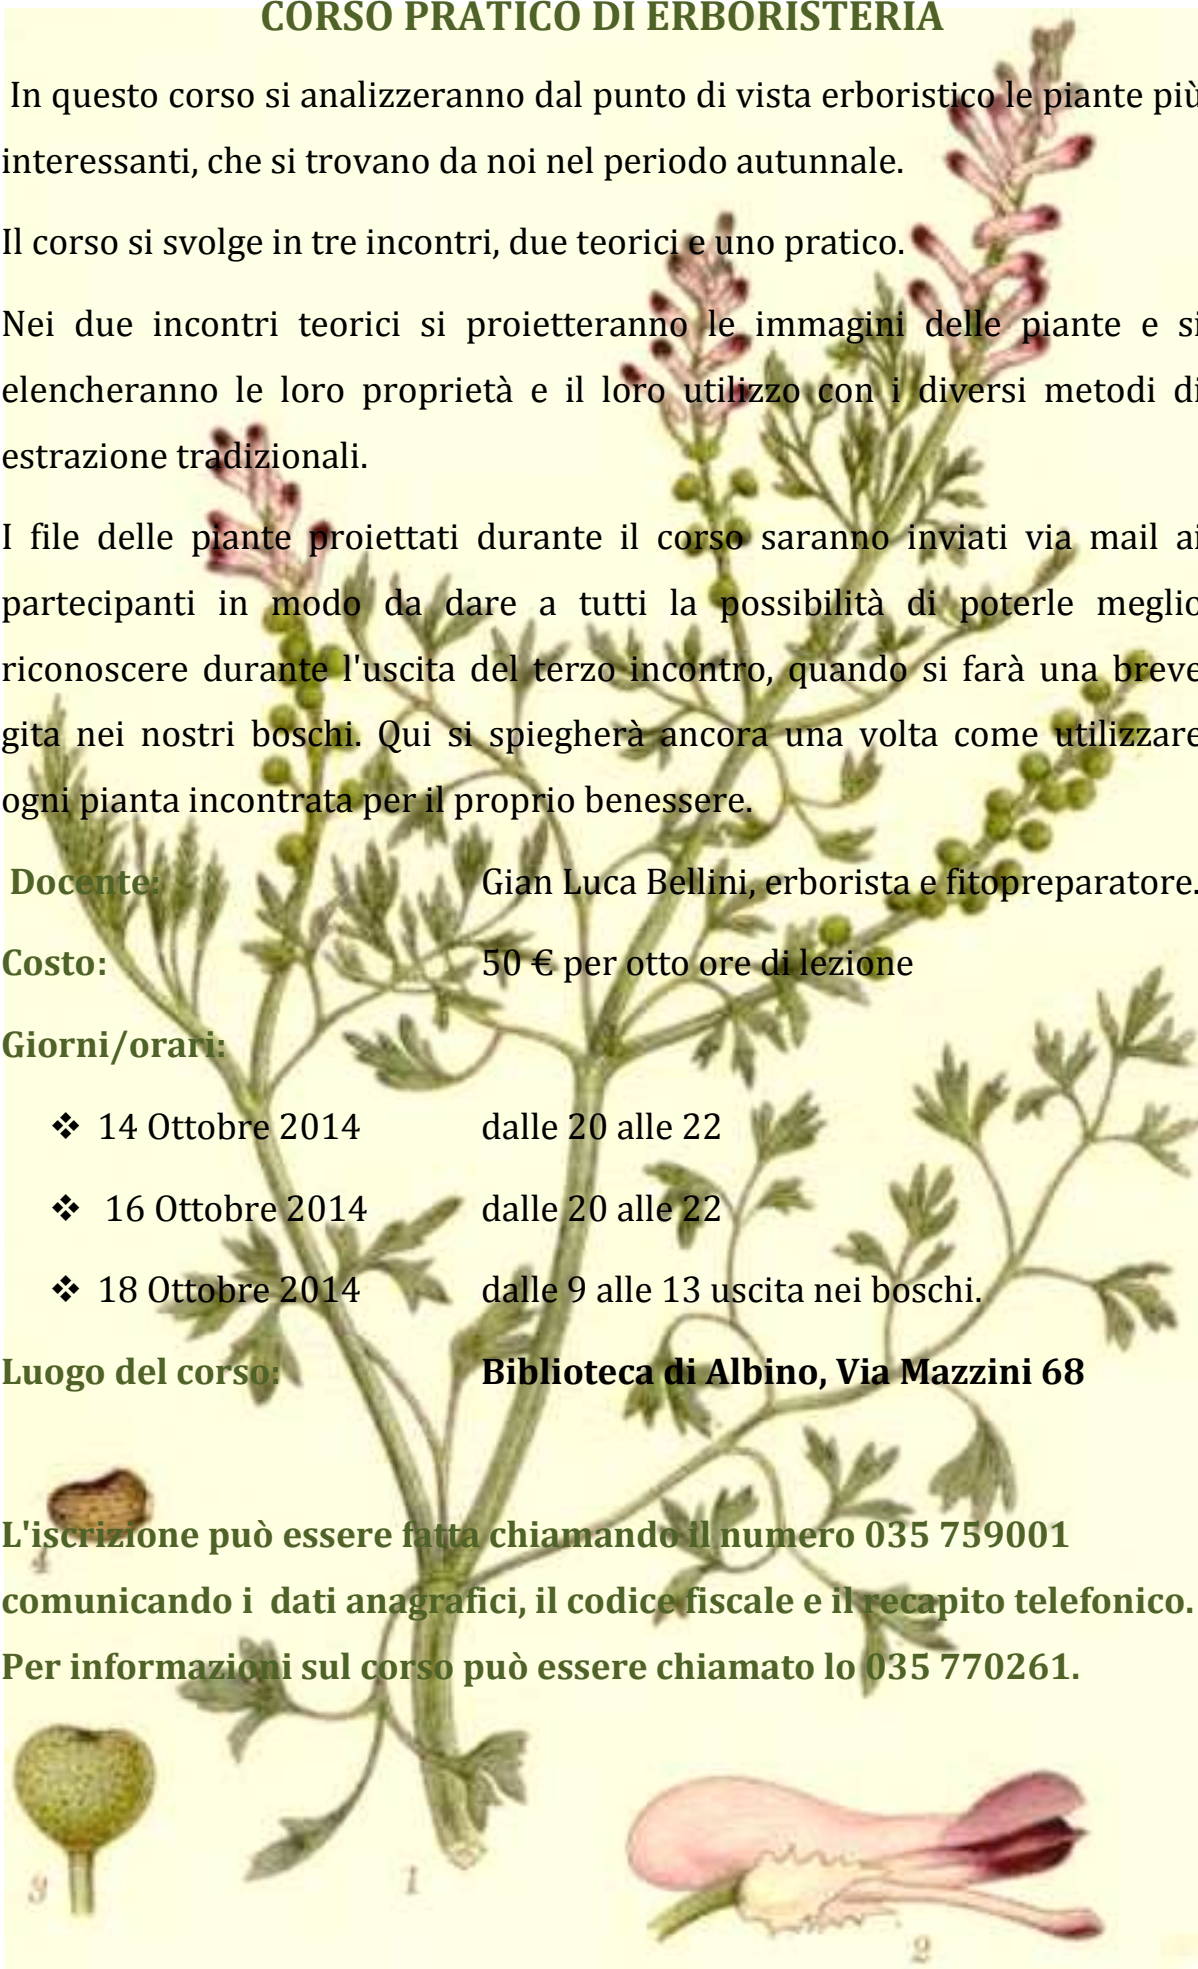 CORSO PRATICO DI ERBORISTERIA
In questo corso si analizzeranno dal punto di vista erboristico le piante più
interessanti, che si trovano da noi nel periodo autunnale.
Il corso si svolge in tre incontri, due teorici e uno pratico.
Nei due incontri teorici si proietteranno le immagini delle piante e si
elencheranno le loro proprietà e il loro utilizzo con i diversi metodi di
estrazione tradizionali.
I file delle piante proiettati durante il corso saranno inviati via mail ai
partecipanti in modo da dare a tutti la possibilità di poterle meglio
riconoscere durante l'uscita del terzo incontro, quando si farà una breve
gita nei nostri boschi. Qui si spiegherà ancora una volta come utilizzare
ogni pianta incontrata per il proprio benessere.
Docente: Gian Luca Bellini, erborista e fitopreparatore.
Costo: 50 € per otto ore di lezione
Giorni/orari:
❖ 14 Ottobre 2014 dalle 20 alle 22
❖ 16 Ottobre 2014 dalle 20 alle 22
❖ 18 Ottobre 2014 dalle 9 alle 13 uscita nei boschi.
Luogo del corso: Biblioteca di Albino, Via Mazzini 68
L'iscrizione può essere fatta chiamando il numero 035 759001
4
comunicando i  dati anagrafici, il codice fiscale e il recapito telefonico.
Per informazioni sul corso può essere chiamato lo 035 770261.
3
1
2